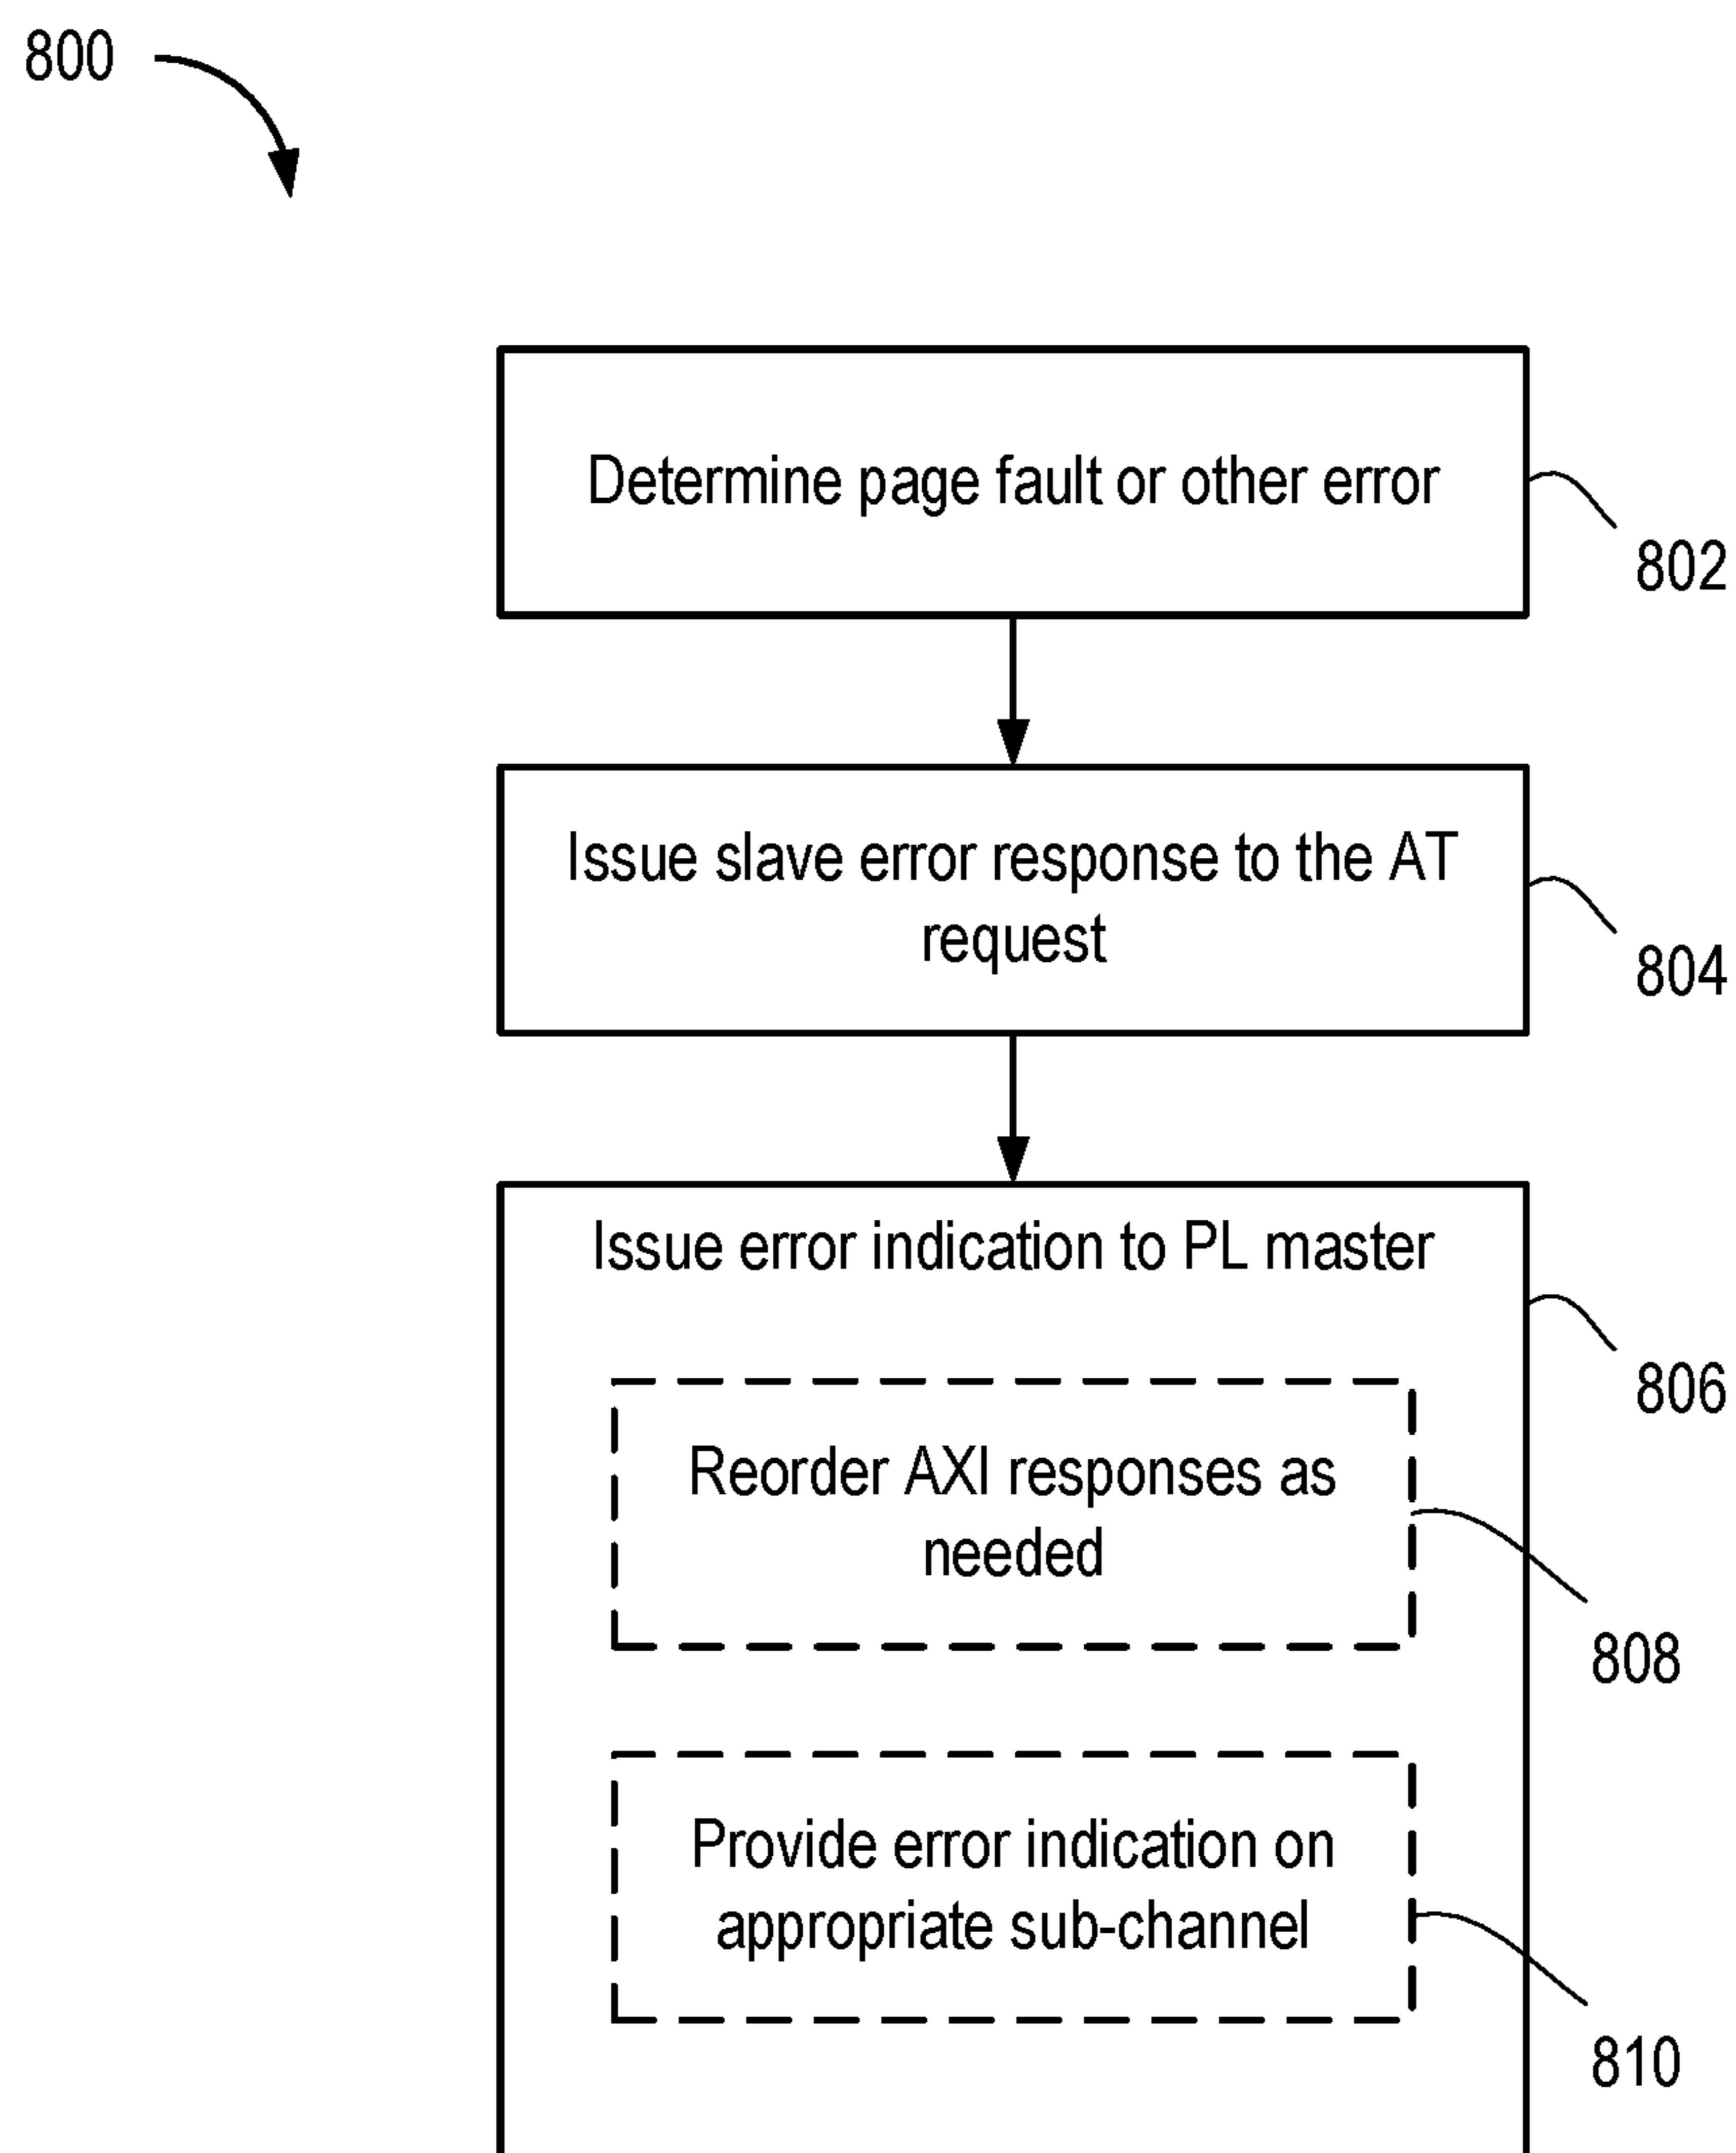 800
Determine page fault or other error
802
Issue slave error response to the AT
request
804
Issue error indication to PL master
806
Reorder AXI responses as
needed
808
Provide error indication on
appropriate sub-channel
810